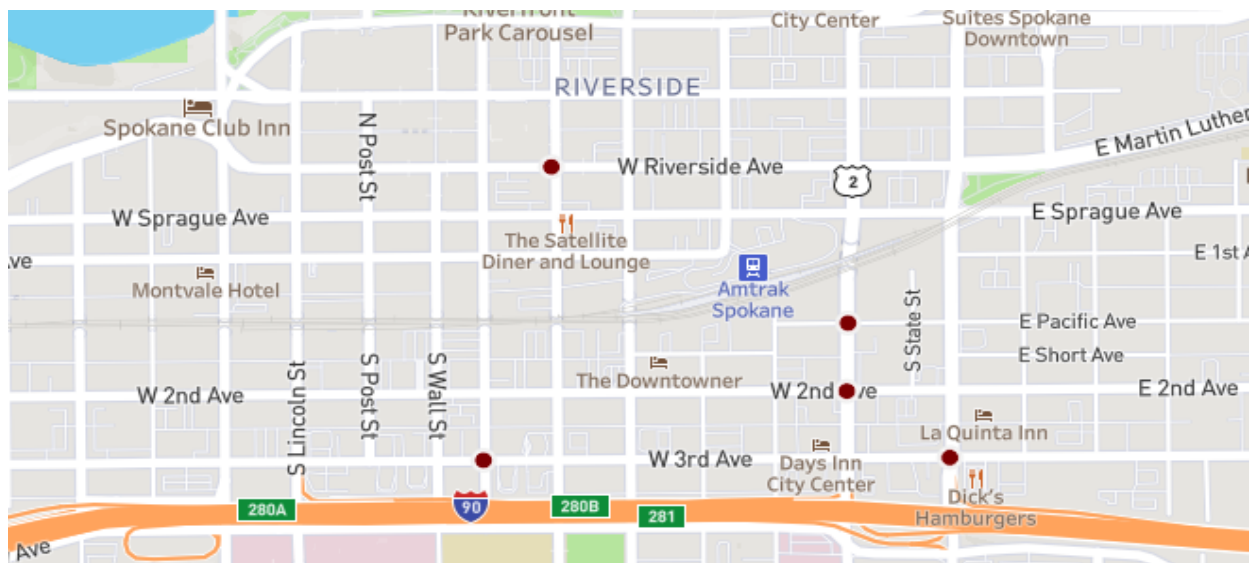 Riverfront
Park Carousel
City Center
Suites Spokane
Downtown
RIVERSIDE
Spokane Club Inn
N Post St
E Martin Luther
W Riverside Ave
2
W Sprague Ave
E Sprague Ave
The Satellite
Diner and Lounge
ve
E 1st A
Montvale Hotel
Amtrak
Spokane
S State St
E Pacific Ave
E Short Ave
S Lincoln St
S Post St
S Wall St
The Downtowner
W 2nd Ave
W 2nd Ave
E 2nd Ave
La Quinta Inn
W 3rd Ave
Days Inn
City Center
280A
90
280B
281
Dick's
Hamburgers
Ave